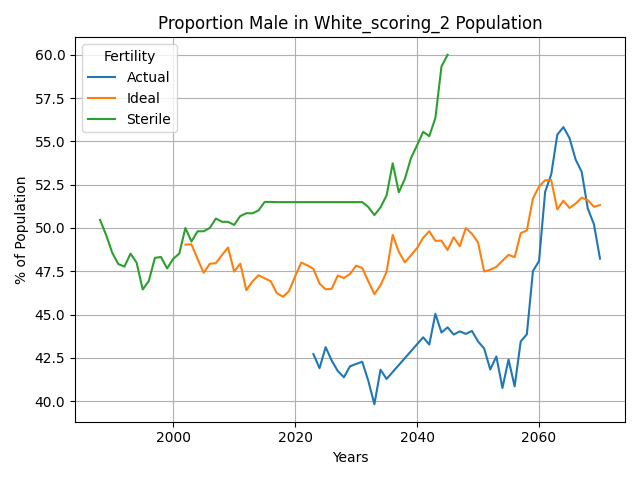 Proportion Male in White_scoring_2 Population
Fertility
Actual
Ideal
Sterile
% of Population
60.0
57.5
55.0
52.5
50.0
47.5
45.0
42.5
40.0
2000
2020
2040
2060
Years